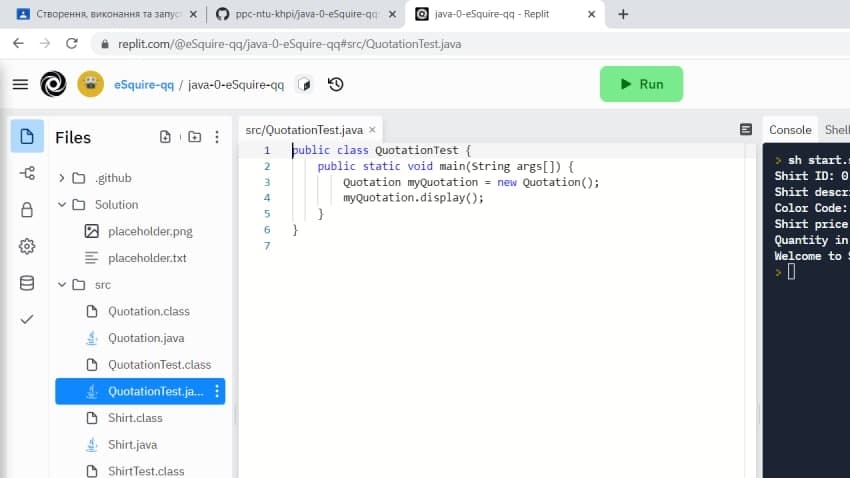 Створення, виконання та запус
ppc-ntu-khpi/java-0-eSquire-qq
java-0-eSquire-qq - Replit
replit.com/@eSquire-qq/java-0-eSquire-qq#src/QuotationTest.java
eSquire-qq / java-0-eSquire-qq
Run
Files
.github
Solution
placeholder.png
placeholder.txt
src
Quotation.class
Quotation.java
QuotationTest.class
QuotationTest.ja...
Shirt.class
Shirt.java
ShirtTest.class
src/QuotationTest.java
1 public class QuotationTest {
2 public static void main(String args[]) {
3 Quotation myQuotation = new Quotation();
4 myQuotation.display();
5 }
6 }
7
Console Shell
> sh start.s
Shirt ID: 0
Shirt descri
Color Code:
Shirt price
Quantity in
Welcome to S
>